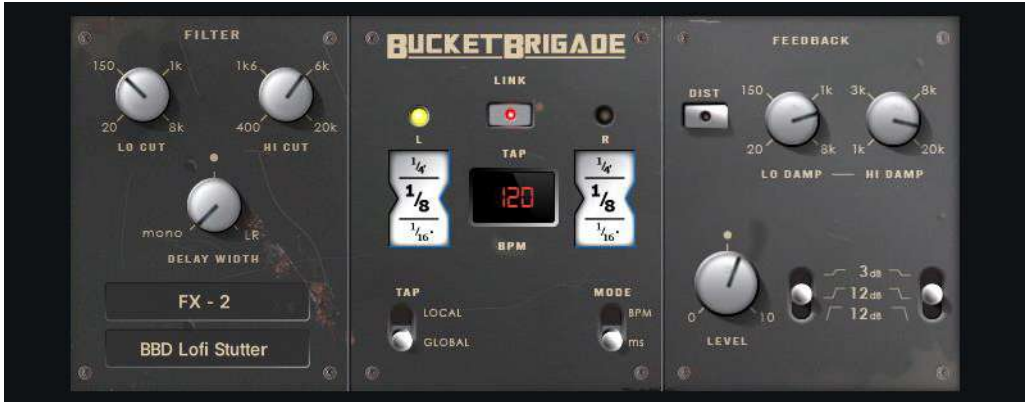 FILTER
150
1k
20
8k
LO CUT
1k6
6k
400
20k
HI CUT
mono
LR
DELAY WIDTH
FX - 2
BBD Lofi Stutter
BUCKETBRIGADE
LINK
L
R
TAP
1/4·
1/8
1/16·
120
BPM
1/4·
1/8
1/16·
TAP
LOCAL
GLOBAL
MODE
BPM
ms
FEEDBACK
DIST
150
1k
20
8k
LO DAMP
3k
8k
1k
20k
HI DAMP
0
10
LEVEL
3dB
12dB
12dB